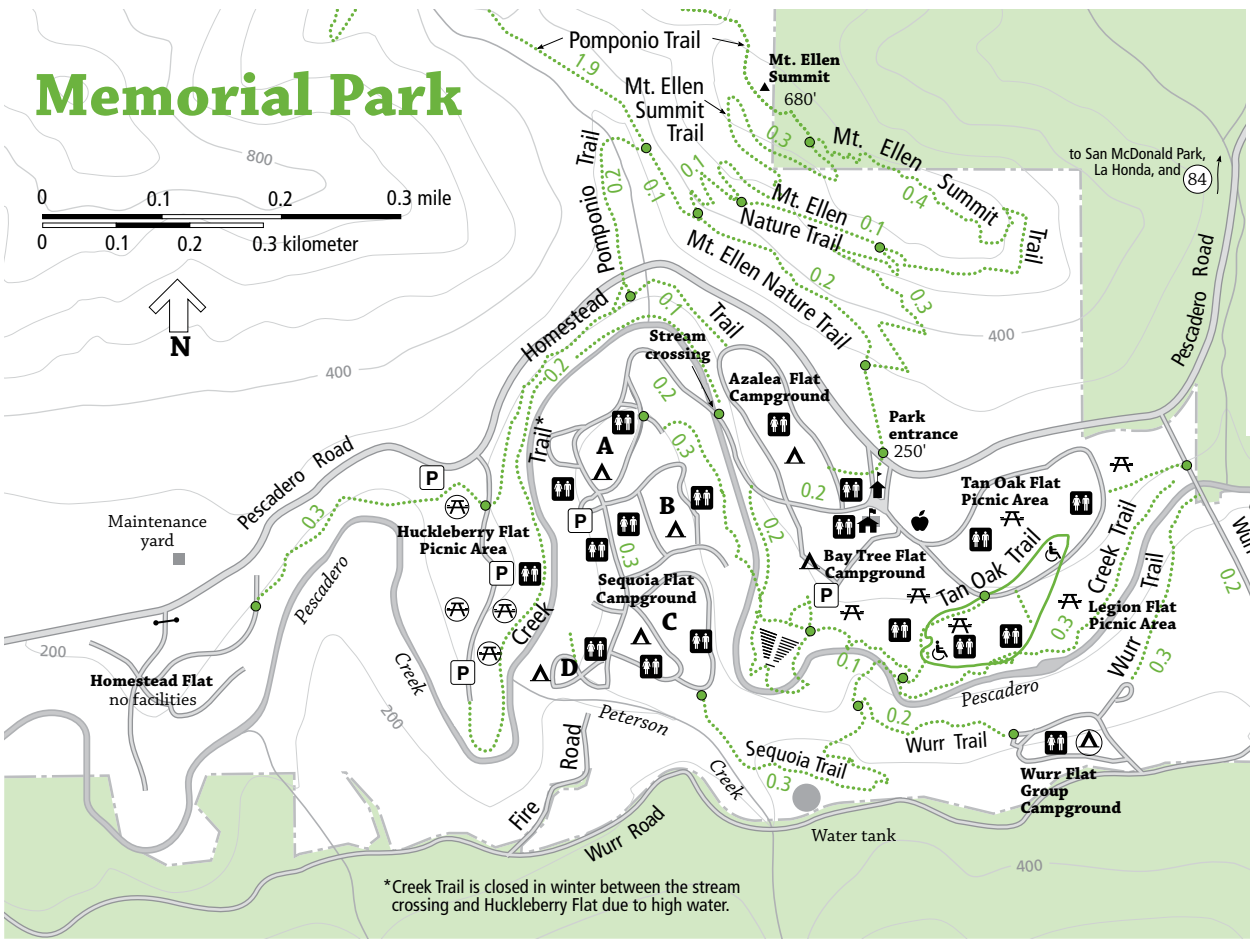 Memorial Park
Pomponio Trail
1.9
Mt. Ellen
Summit
680'
Mt. Ellen
Summit
Trail
0.3
Mt. Ellen Summit Trail
0.4
to San McDonald Park,
La Honda, and 84
800
0 0.1 0.2 0.3 mile
0 0.1 0.2 0.3 kilometer
N
Pomponio Trail
0.2
0.1
0.1
Mt. Ellen
Nature Trail
0.1
Mt. Ellen Nature Trail
0.2
0.3
400
Pescadero Road
400
Homestead Trail
0.1
0.2
Stream
crossing
Azalea Flat
Campground
Park
entrance
250'
0.2
0.3
A
B
C
D
P
Pescadero Road
Maintenance
yard
0.3
Huckleberry Flat
Picnic Area
P
P
P
P
Creek Trail*
0.3
Sequoia Flat
Campground
0.2
0.2
Bay Tree Flat
Campground
P
Tan Oak Flat
Picnic Area
Tan Oak Trail
Creek Trail
0.3
Legion Flat
Picnic Area
Wurr Trail
0.3
Wurr
0.2
Pescadero
Creek
200
Homestead Flat
no facilities
200
Peterson
Creek
0.1
Pescadero
0.2
Wurr Trail
Sequoia Trail
0.3
Wurr Flat
Group
Campground
Fire Road
Wurr Road
Water tank
400
*Creek Trail is closed in winter between the stream
crossing and Huckleberry Flat due to high water.